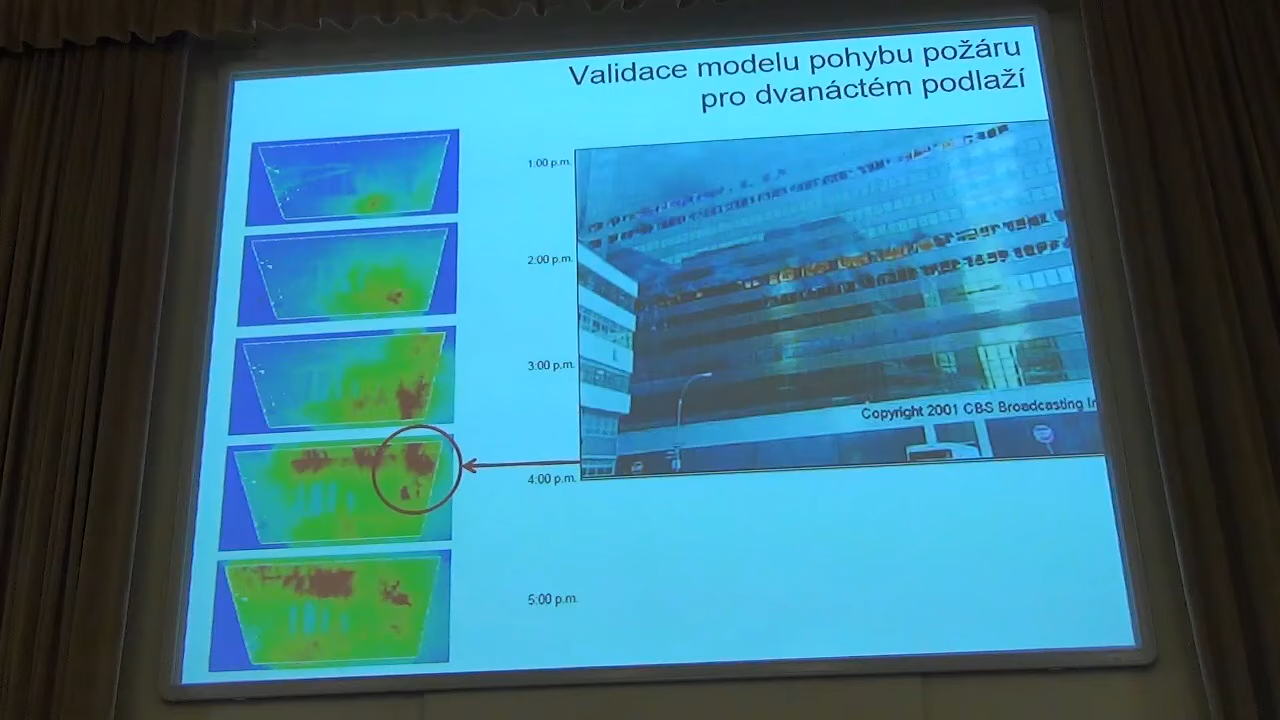 Validace modelu pohybu požáru
pro dvanáctém podlaží
1:00 p.m.
2:00 p.m.
3:00 p.m.
4:00 p.m.
5:00 p.m.
Copyright 2001 CBS Broadcasting